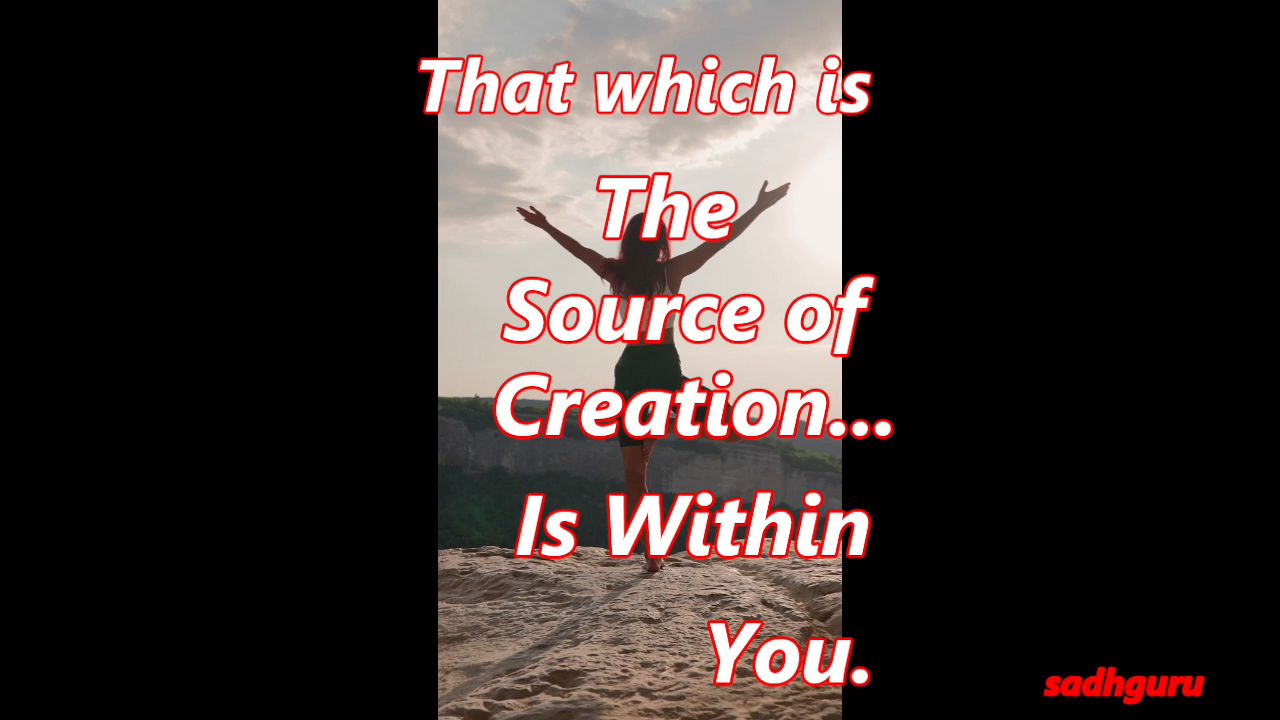 That which is
The
Source of
Creation...
Is Within
You.
sadhguru